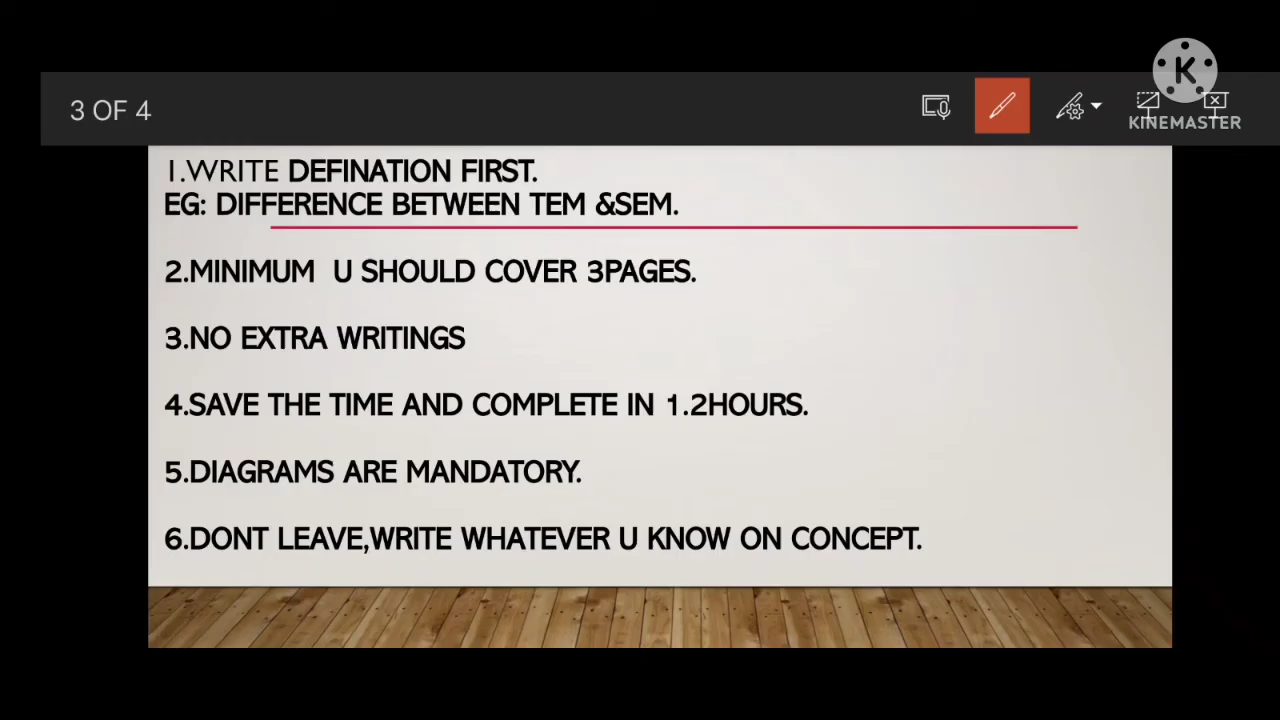 3 OF 4
KINEMASTER
1.WRITE DEFINATION FIRST.
EG: DIFFERENCE BETWEEN TEM &SEM.
2.MINIMUM U SHOULD COVER 3PAGES.
3.NO EXTRA WRITINGS
4.SAVE THE TIME AND COMPLETE IN 1.2HOURS.
5.DIAGRAMS ARE MANDATORY.
6.DONT LEAVE,WRITE WHATEVER U KNOW ON CONCEPT.